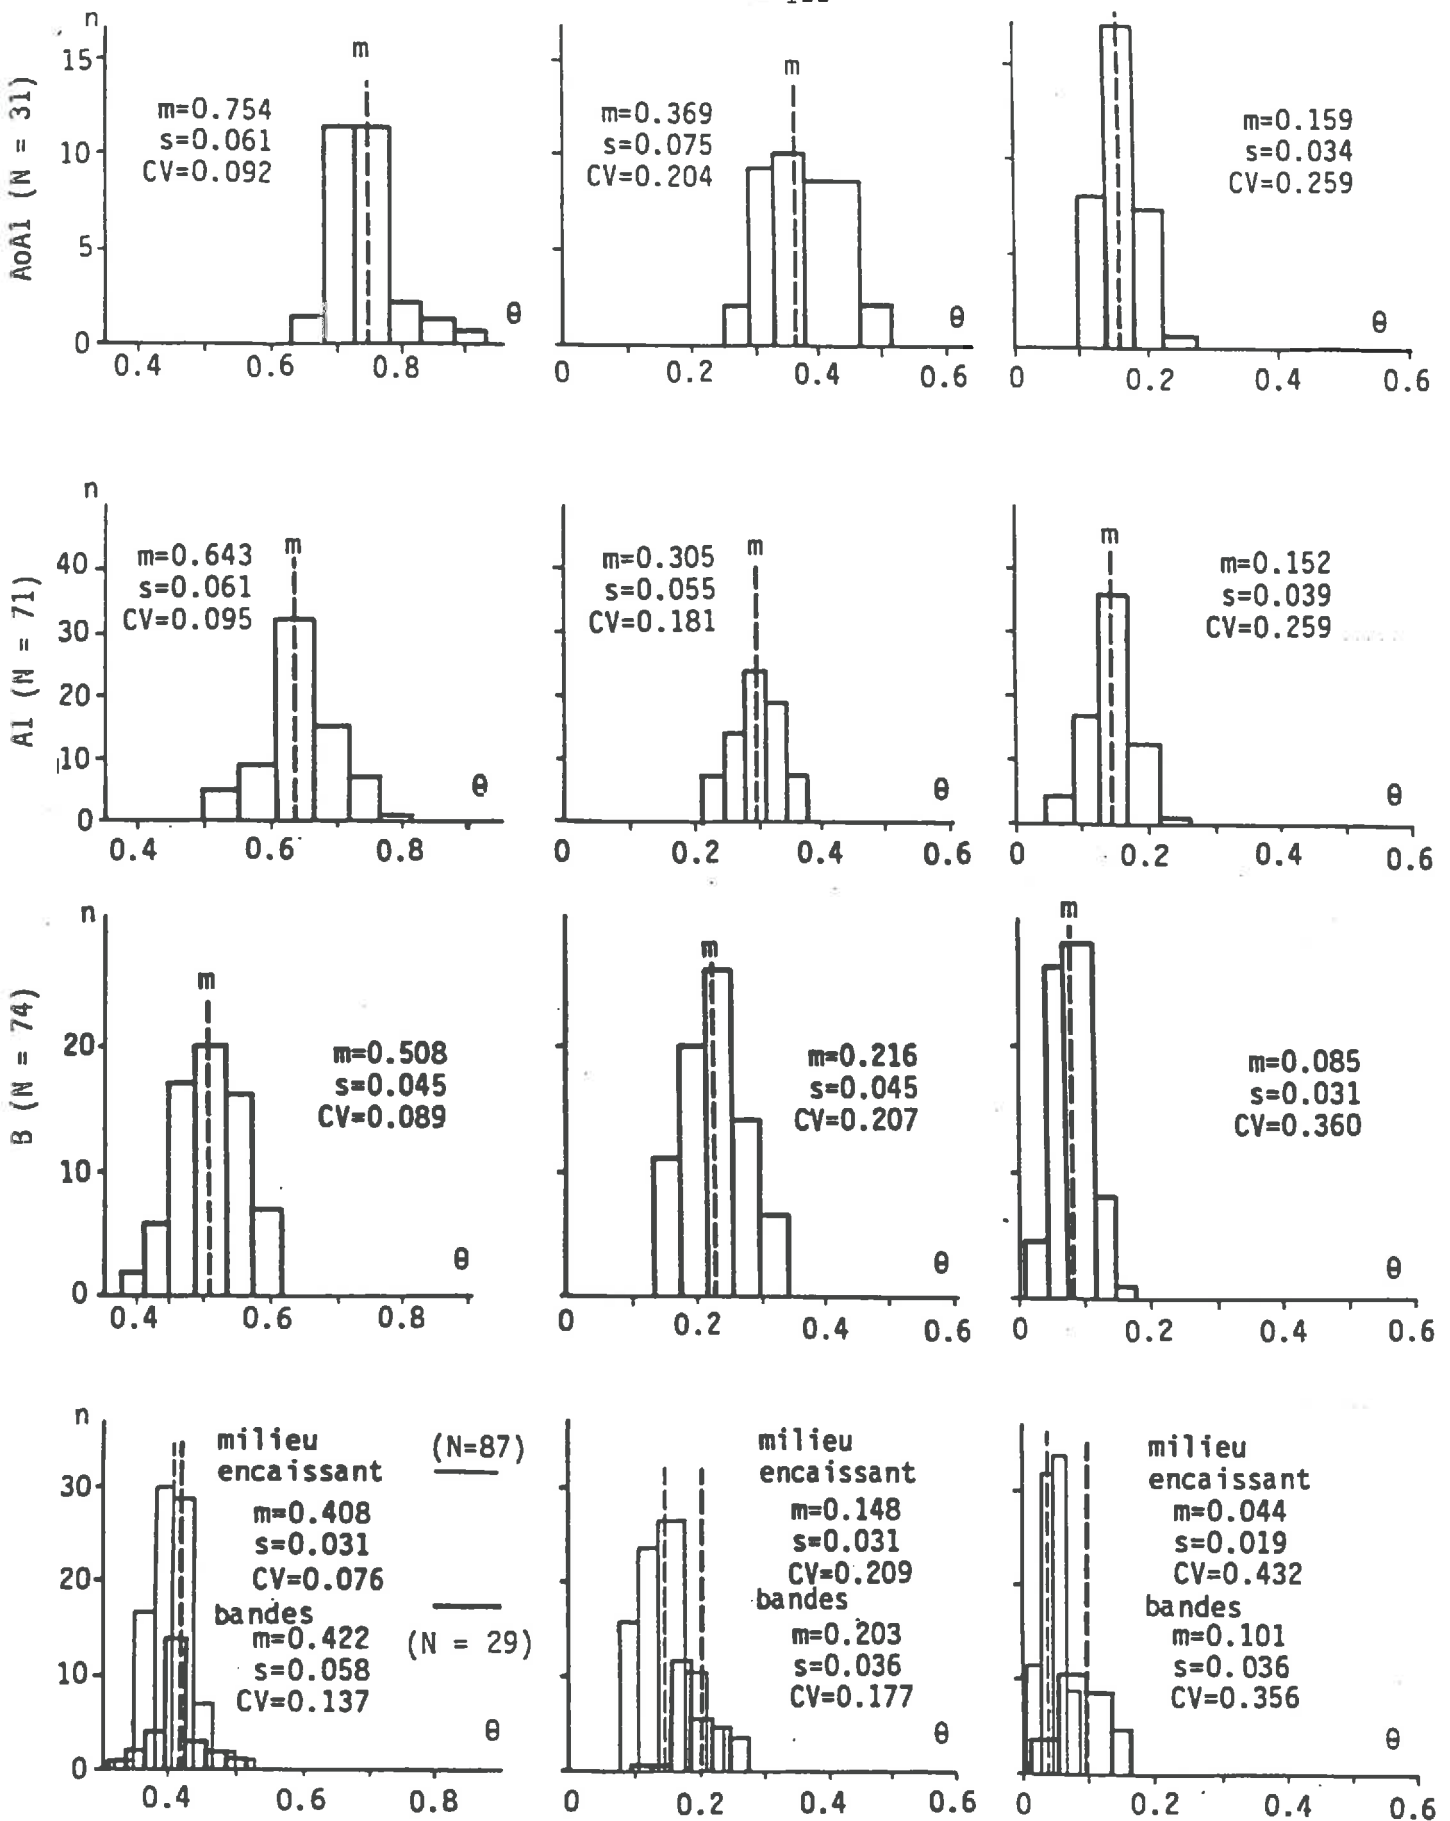 n
m
15
10
5
0
AoA1 (N = 31)
m=0.754
s=0.061
CV=0.092
θ
0.4 0.6 0.8
m
m=0.369
s=0.075
CV=0.204
θ
0 0.2 0.4 0.6
m=0.159
s=0.034
CV=0.259
θ
0 0.2 0.4 0.6
n
40
30
20
10
0
A1 (N = 71)
m
m=0.643
s=0.061
CV=0.095
θ
0.4 0.6 0.8
m
m=0.305
s=0.055
CV=0.181
θ
0 0.2 0.4 0.6
m
m=0.152
s=0.039
CV=0.259
θ
0 0.2 0.4 0.6
n
20
10
0
B (N = 74)
m
m=0.508
s=0.045
CV=0.089
θ
0.4 0.6 0.8
m
m=0.216
s=0.045
CV=0.207
θ
0 0.2 0.4 0.6
m
m=0.085
s=0.031
CV=0.360
θ
0 0.2 0.4 0.6
n
30
20
10
0
milieu
encaissant
(N=87)
m=0.408
s=0.031
CV=0.076
bandes
m=0.422
(N = 29)
s=0.058
CV=0.137
θ
0.4 0.6 0.8
milieu
encaissant
m=0.148
s=0.031
CV=0.209
bandes
m=0.203
s=0.036
CV=0.177
θ
0 0.2 0.4 0.6
milieu
encaissant
m=0.044
s=0.019
CV=0.432
bandes
m=0.101
s=0.036
CV=0.356
θ
0 0.2 0.4 0.6